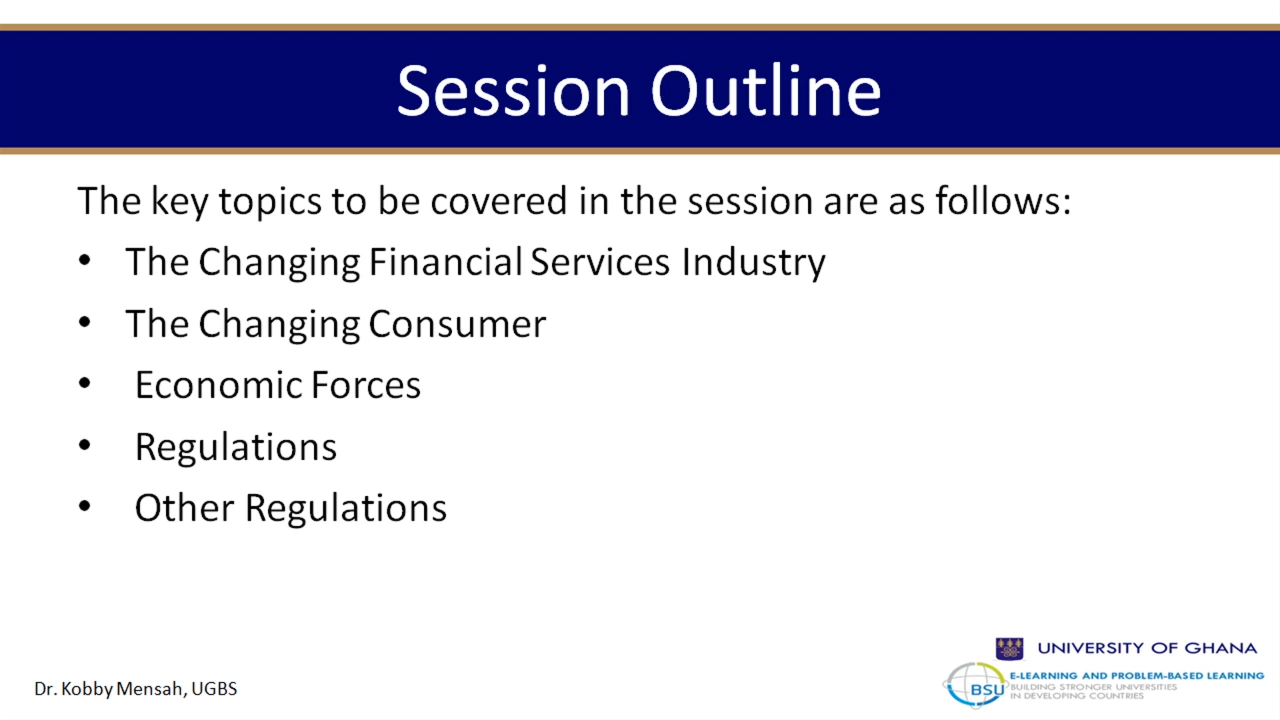 Session Outline
The key topics to be covered in the session are as follows:
• The Changing Financial Services Industry
• The Changing Consumer
• Economic Forces
• Regulations
• Other Regulations
UNIVERSITY OF GHANA
BSU
E-LEARNING AND PROBLEM-BASED LEARNING
BUILDING STRONGER UNIVERSITIES
IN DEVELOPING COUNTRIES
Dr. Kobby Mensah, UGBS